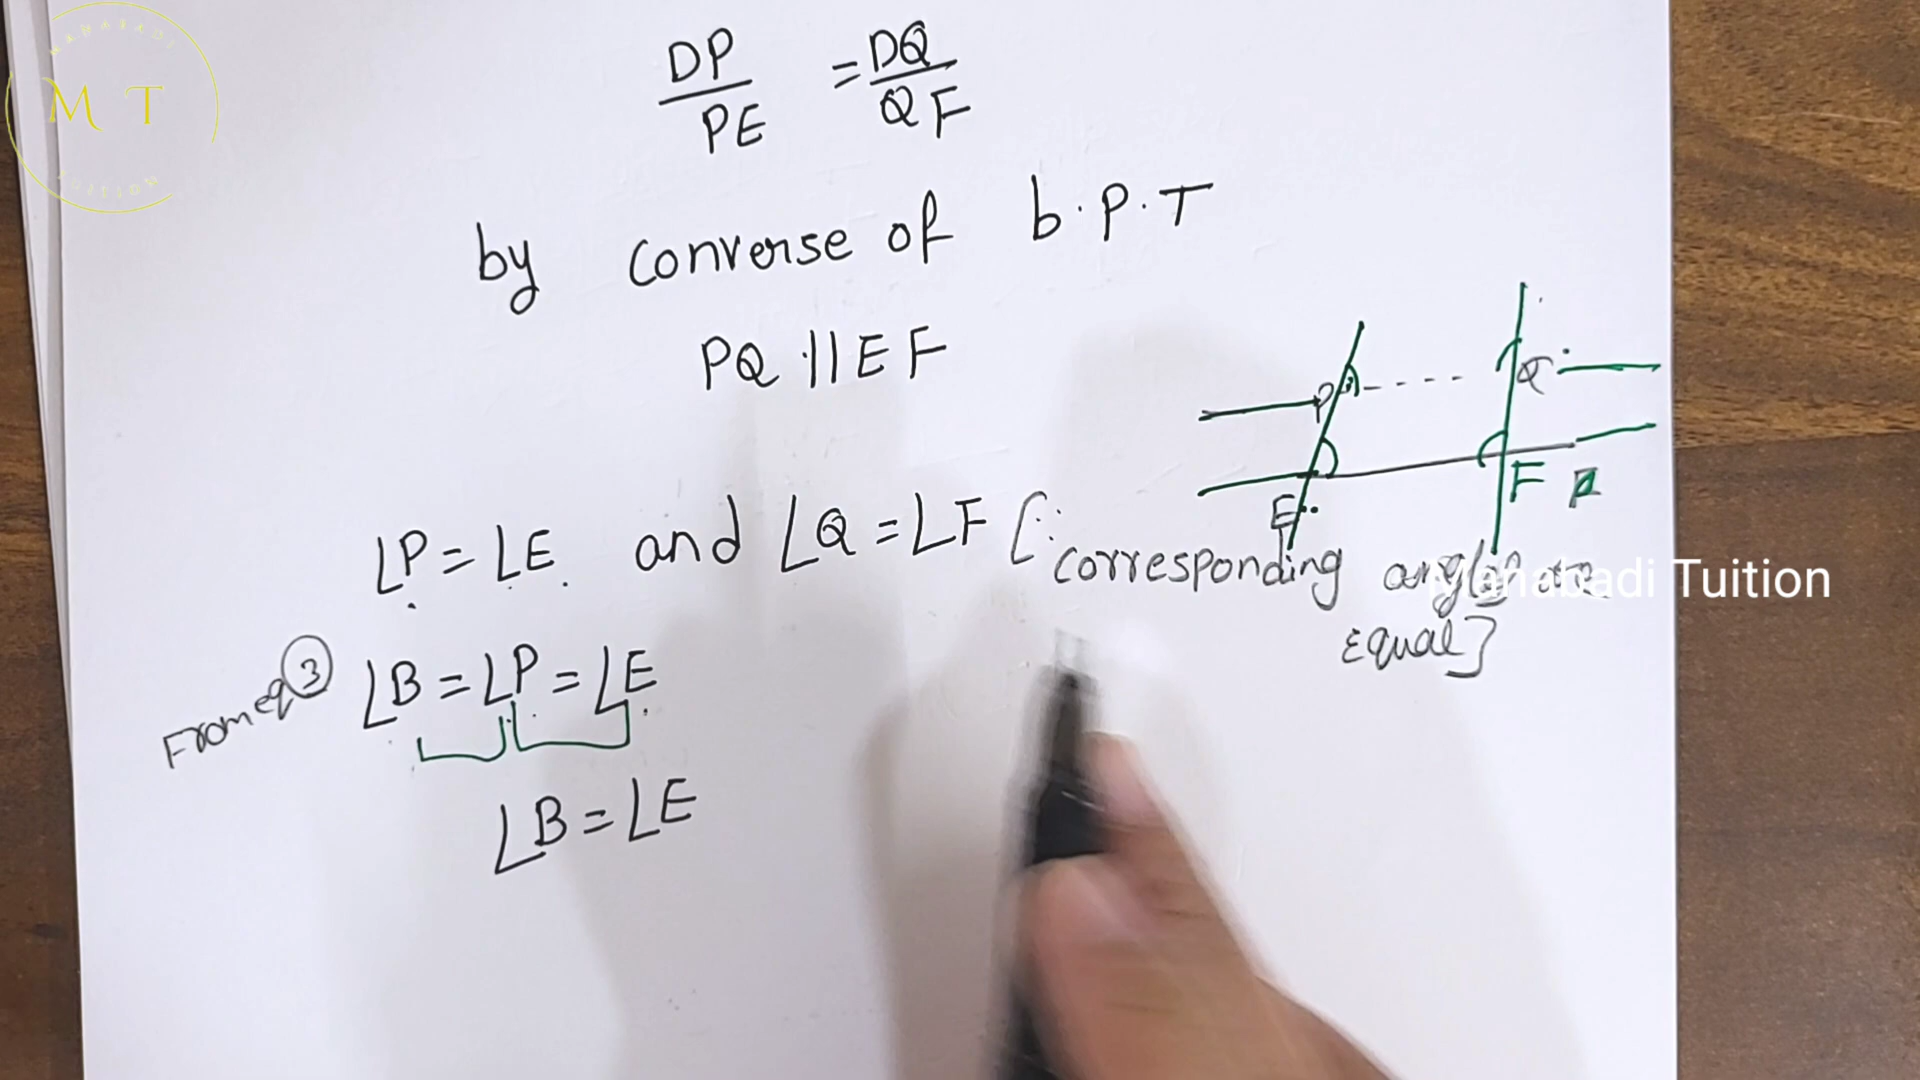 M T
DP/PE = DQ/QF
by converse of b.P.T
PQ || EF
P Q
E F
∠P = ∠E and ∠Q = ∠F [∵ corresponding angles are
Equal]
Manabadi Tuition
From eq ③ ∠B = ∠P = ∠E
∠B = ∠E